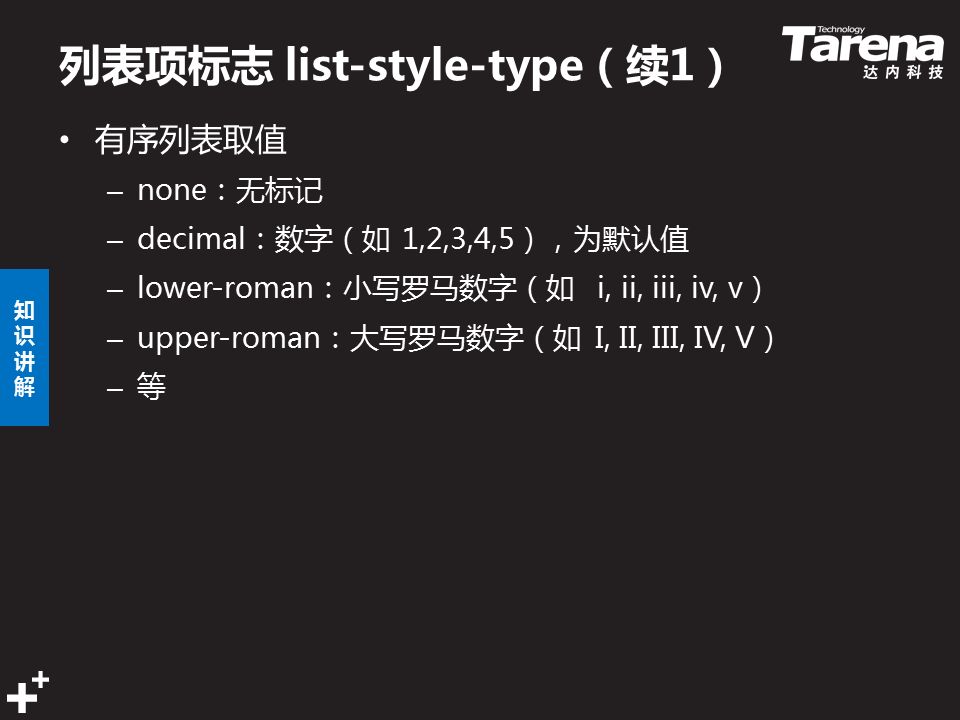 列表项标志 list-style-type（续1）
Technology
Tarena
达内科技
• 有序列表取值
– none：无标记
– decimal：数字（如 1,2,3,4,5），为默认值
– lower-roman：小写罗马数字（如 i, ii, iii, iv, v）
– upper-roman：大写罗马数字（如 I, II, III, IV, V）
– 等
知
识
讲
解